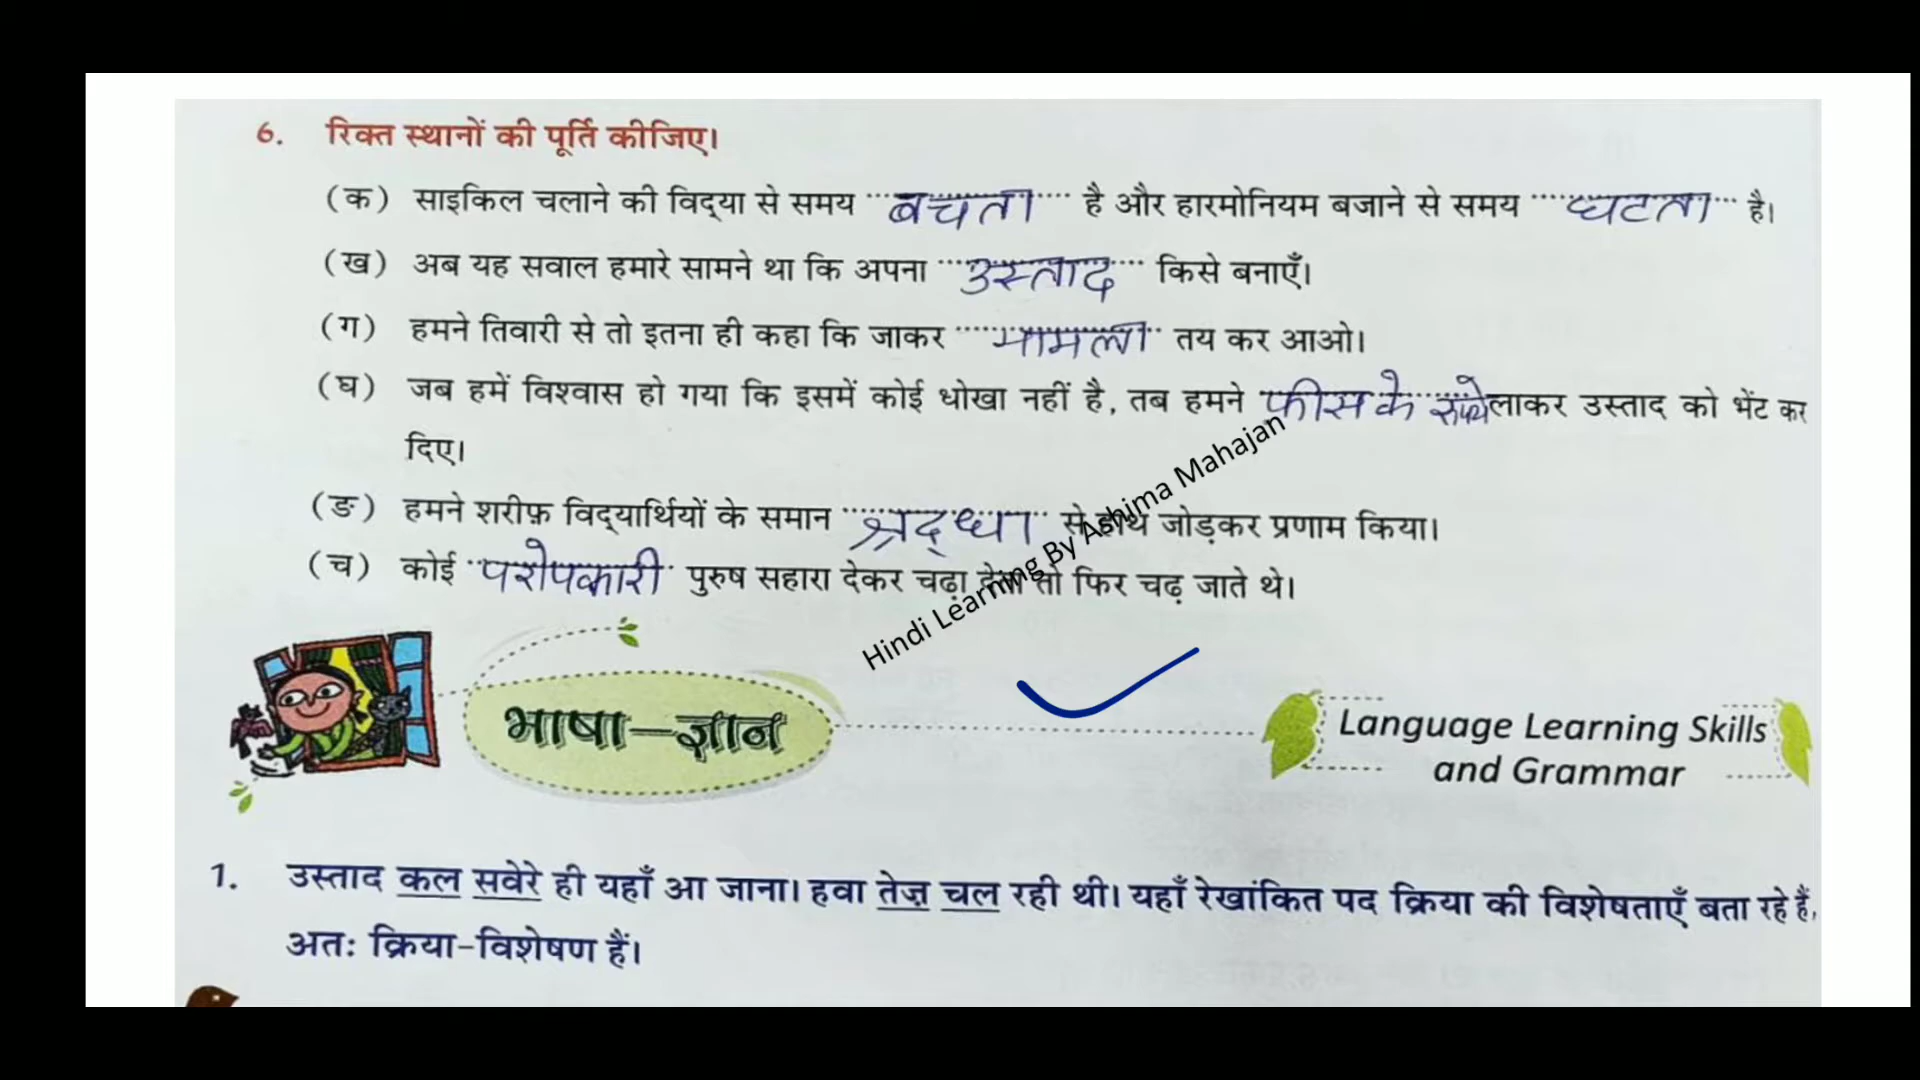 6. रिक्त स्थानों की पूर्ति कीजिए।
(क) साइकिल चलाने की विद्‌या से समय बचता है और हारमोनियम बजाने से समय घटता है।
(ख) अब यह सवाल हमारे सामने था कि अपना उस्ताद किसे बनाएँ।
(ग) हमने तिवारी से तो इतना ही कहा कि जाकर मामला तय कर आओ।
(घ) जब हमें विश्वास हो गया कि इसमें कोई धोखा नहीं है, तब हमने फीस के रुपये लाकर उस्ताद को भेंट कर
दिए।
(ङ) हमने शरीफ़ विद्‌यार्थियों के समान श्रद्‌धा से हाथ जोड़कर प्रणाम किया।
(च) कोई परोपकारी पुरुष सहारा देकर चढ़ा देता तो फिर चढ़ जाते थे।
Hindi Learning By Ashima Mahajan
भाषा-ज्ञान
Language Learning Skills
and Grammar
1. उस्ताद कल सवेरे ही यहाँ आ जाना। हवा तेज़ चल रही थी। यहाँ रेखांकित पद क्रिया की विशेषताएँ बता रहे हैं,
अतः क्रिया-विशेषण हैं।